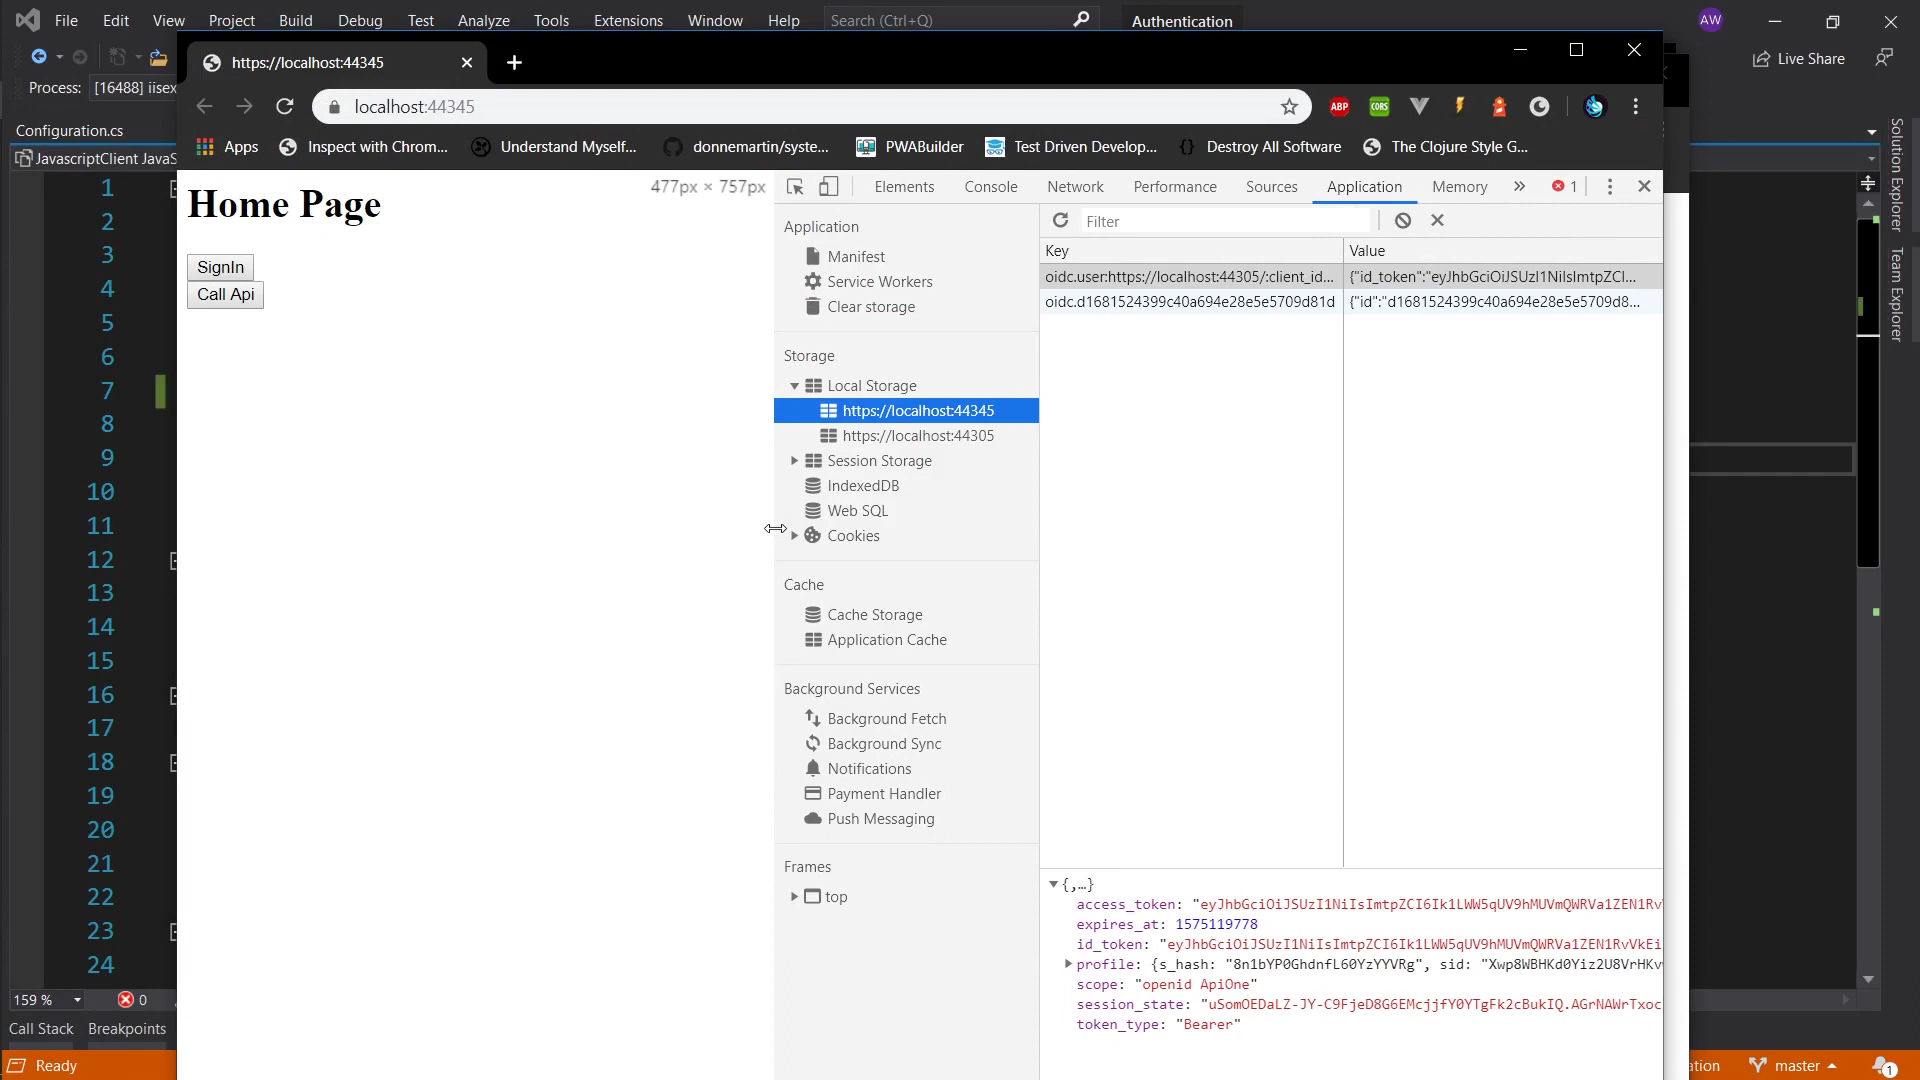 File Edit View Project Build Debug Test Analyze Tools Extensions Window Help Search (Ctrl+Q) Authentication AW
https://localhost:44345
Live Share
Process: [16488] iisex
localhost:44345
ABP CORS
Configuration.cs
Apps Inspect with Chrom... Understand Myself... donnemartin/syste... PWABuilder Test Driven Develop... Destroy All Software The Clojure Style G...
JavascriptClient JavaS
Solution Explorer
Team Explorer
Home Page
477px × 757px
Elements Console Network Performance Sources Application Memory » 1
Filter
Key Value
oidc.user:https://localhost:44305/:client_id... {"id_token":"eyJhbGciOiJSUzI1NiIsImtpZCI...
oidc.d1681524399c40a694e28e5e5709d81d {"id":"d1681524399c40a694e28e5e5709d8...
SignIn
Call Api
Application
Manifest
Service Workers
Clear storage
Storage
Local Storage
https://localhost:44345
https://localhost:44305
Session Storage
IndexedDB
Web SQL
Cookies
Cache
Cache Storage
Application Cache
Background Services
Background Fetch
Background Sync
Notifications
Payment Handler
Push Messaging
Frames
top
{,…}
access_token: "eyJhbGciOiJSUzI1NiIsImtpZCI6Ik1LWW5qUV9hMUVmQWRVa1ZEN1Rv
expires_at: 1575119778
id_token: "eyJhbGciOiJSUzI1NiIsImtpZCI6Ik1LWW5qUV9hMUVmQWRVa1ZEN1RvVkEi
profile: {s_hash: "8n1bYP0GhdnfL60YzYYVRg", sid: "Xwp8WBHKd0Yiz2U8VrHKv
scope: "openid ApiOne"
session_state: "uSomOEDaLZ-JY-C9FjeD8G6EMcjjfY0YTgFk2cBukIQ.AGrNAWrTxoc
token_type: "Bearer"
1
2
3
4
5
6
7
8
9
10
11
12
13
14
15
16
17
18
19
20
21
22
23
24
159 % 0
Call Stack Breakpoints
Ready
ation master 1